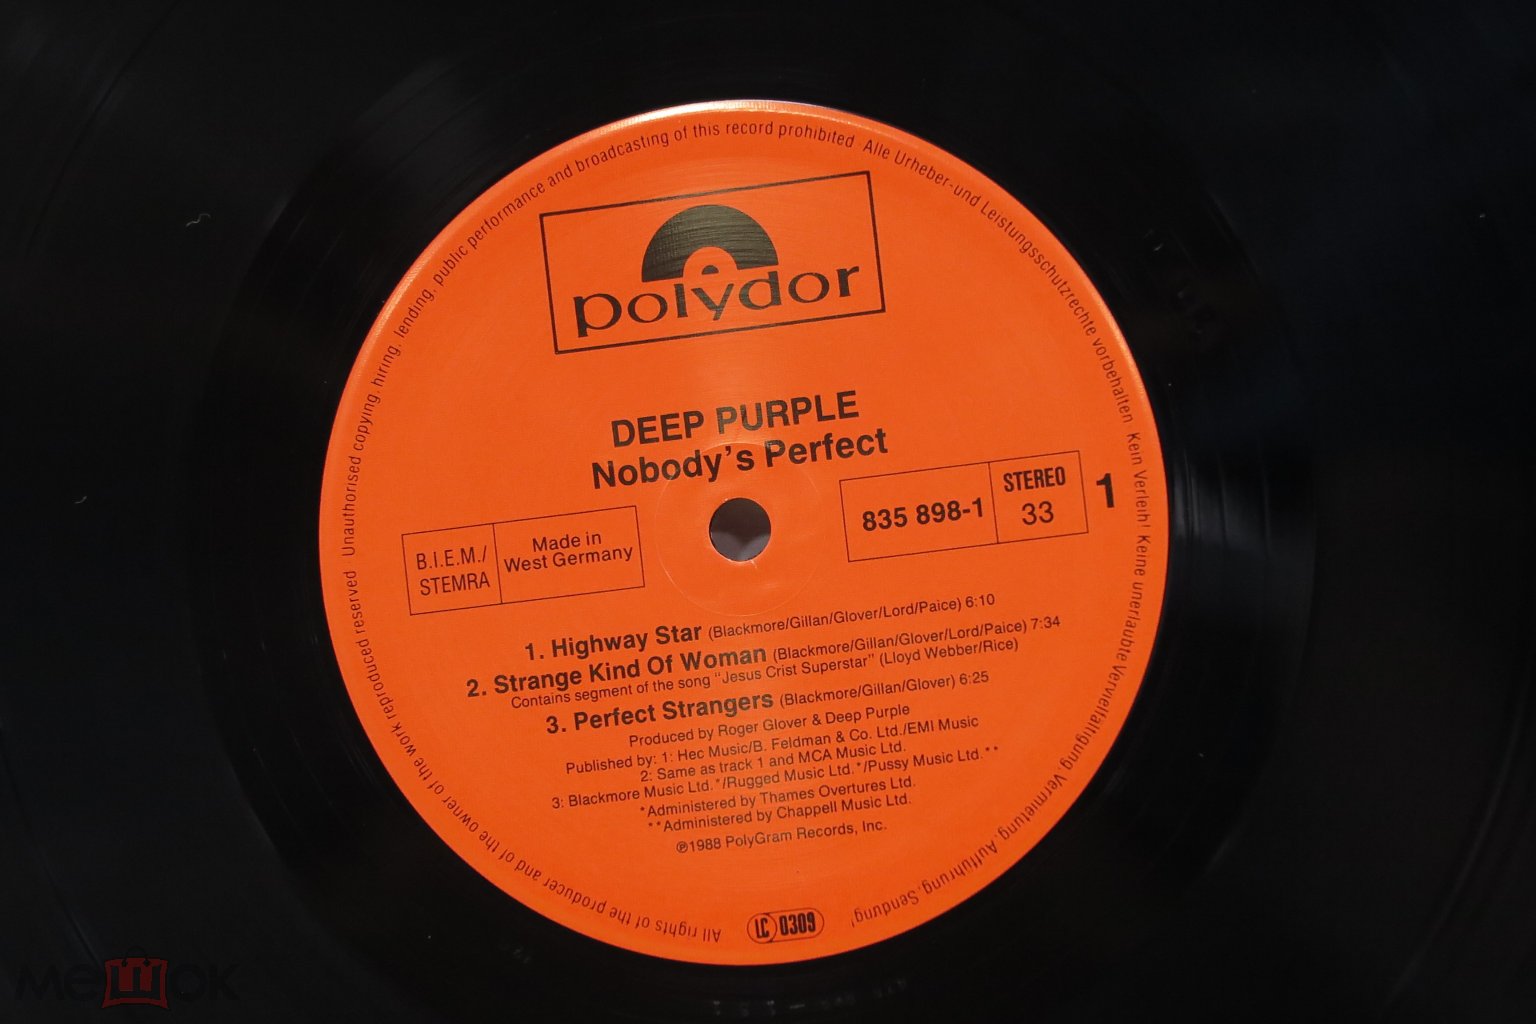 polydor
DEEP PURPLE
Nobody's Perfect
B.I.E.M./
STEMRA
Made in
West Germany
835 898-1
STEREO
33
1
1. Highway Star (Blackmore/Gillan/Glover/Lord/Paice) 6:10
2. Strange Kind Of Woman (Blackmore/Gillan/Glover/Lord/Paice) 7:34
Contains segment of the song "Jesus Crist Superstar" (Lloyd Webber/Rice)
3. Perfect Strangers (Blackmore/Gillan/Glover) 6:25
Produced by Roger Glover & Deep Purple
Published by: 1: Hec Music/B. Feldman & Co. Ltd./EMI Music
2: Same as track 1 and MCA Music Ltd.
3: Blackmore Music Ltd.*/Rugged Music Ltd.*/Pussy Music Ltd.**
*Administered by Thames Overtures Ltd.
**Administered by Chappell Music Ltd.
℗1988 PolyGram Records, Inc.
LC 0309
All rights of the producer and of the owner of the work reproduced reserved · Unauthorised copying, hiring, lending, public performance and broadcasting of this record prohibited · Alle Urheber- und Leistungsschutzrechte vorbehalten · Kein Verleih! Keine unerlaubte Vervielfältigung, Vermietung, Aufführung, Sendung!
мешок